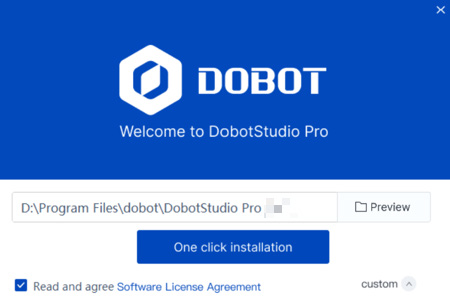 DOBOT
Welcome to DobotStudio Pro
D:\Program Files\dobot\DobotStudio Pro
Preview
One click installation
Read and agree Software License Agreement
custom